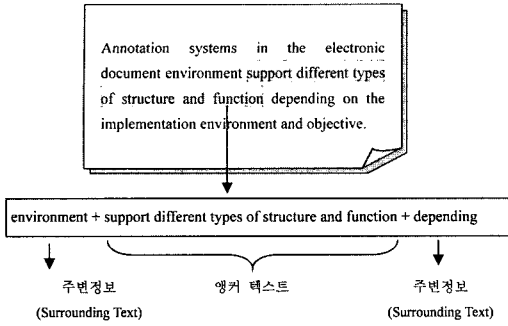 Annotation systems in the electronic
document environment support different types
of structure and function depending on the
implementation environment and objective.
environment + support different types of structure and function + depending
주변정보 앵커 텍스트 주변정보
(Surrounding Text) (Surrounding Text)